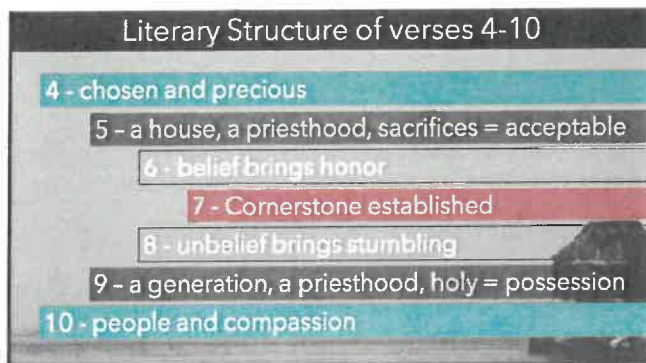 Literary Structure of verses 4-10
4 - chosen and precious
5 – a house, a priesthood, sacrifices = acceptable
6 - belief brings honor
7 - Cornerstone established
8 - unbelief brings stumbling
9 – a generation, a priesthood, holy = possession
10 - people and compassion